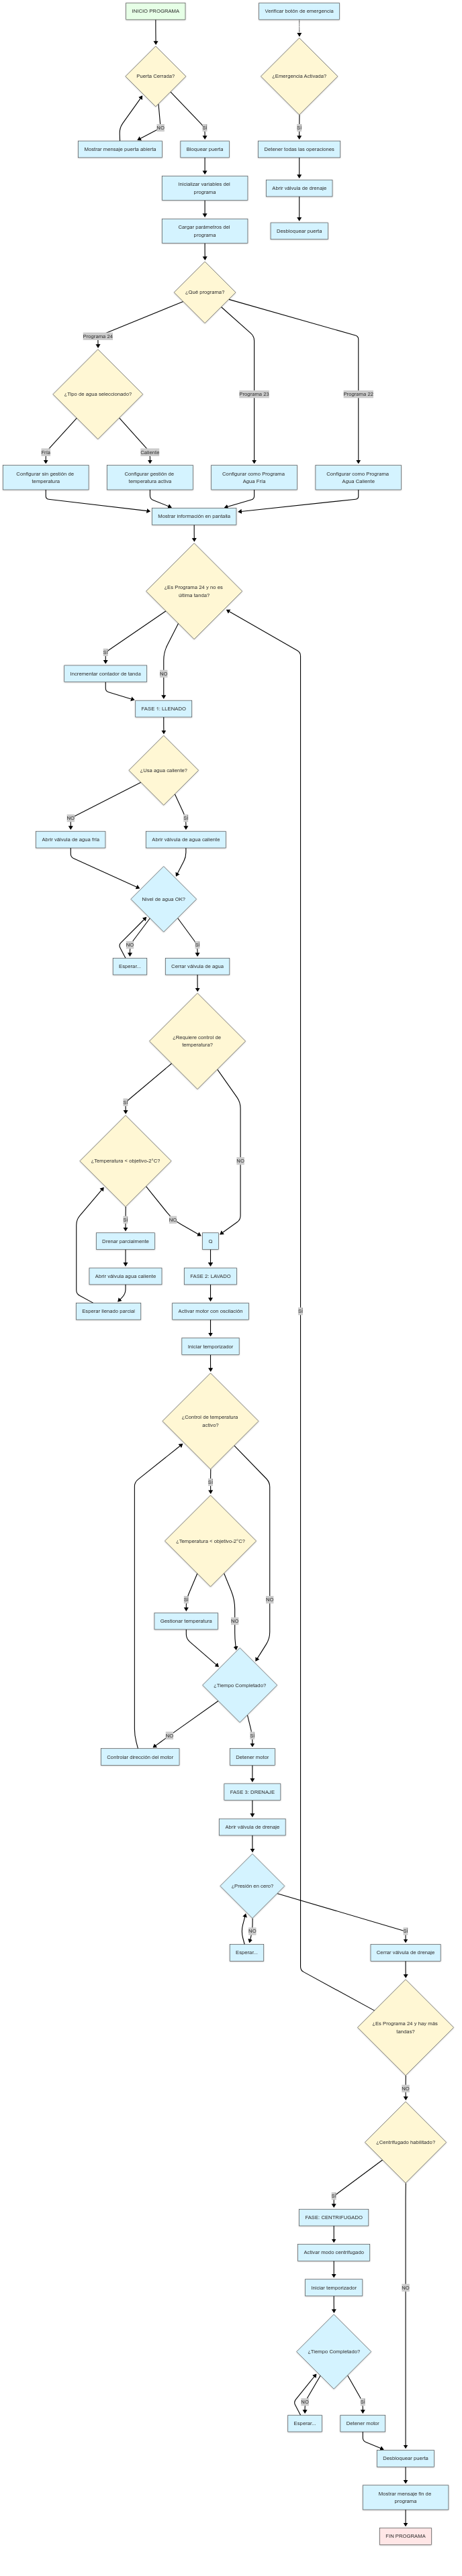 INICIO PROGRAMA
Verificar botón de emergencia
Puerta Cerrada?
¿Emergencia Activada?
NO
SÍ
SÍ
Mostrar mensaje puerta abierta
Bloquear puerta
Detener todas las operaciones
Inicializar variables del
programa
Abrir válvula de drenaje
Cargar parámetros del
programa
Desbloquear puerta
¿Qué programa?
Programa 24
¿Tipo de agua seleccionado?
Programa 23
Programa 22
Fría
Caliente
Configurar sin gestión de
temperatura
Configurar gestión de
temperatura activa
Configurar como Programa
Agua Fría
Configurar como Programa
Agua Caliente
Mostrar información en pantalla
¿Es Programa 24 y no es
última tanda?
SÍ
NO
Incrementar contador de tanda
FASE 1: LLENADO
¿Usa agua caliente?
NO
SÍ
Abrir válvula de agua fría
Abrir válvula de agua caliente
Nivel de agua OK?
NO
SÍ
Esperar...
Cerrar válvula de agua
¿Requiere control de
temperatura?
SÍ
NO
¿Temperatura < objetivo-2°C?
SÍ
NO
Drenar parcialmente
G
Abrir válvula agua caliente
FASE 2: LAVADO
Esperar llenado parcial
Activar motor con oscilación
SÍ
Iniciar temporizador
¿Control de temperatura
activo?
SÍ
¿Temperatura < objetivo-2°C?
SÍ
NO
NO
Gestionar temperatura
¿Tiempo Completado?
NO
SÍ
Controlar dirección del motor
Detener motor
FASE 3: DRENAJE
Abrir válvula de drenaje
¿Presión en cero?
NO
SÍ
Esperar...
Cerrar válvula de drenaje
¿Es Programa 24 y hay más
tandas?
NO
¿Centrifugado habilitado?
SÍ
FASE: CENTRIFUGADO
Activar modo centrifugado
Iniciar temporizador
NO
¿Tiempo Completado?
NO
SÍ
Esperar...
Detener motor
Desbloquear puerta
Mostrar mensaje fin de
programa
FIN PROGRAMA